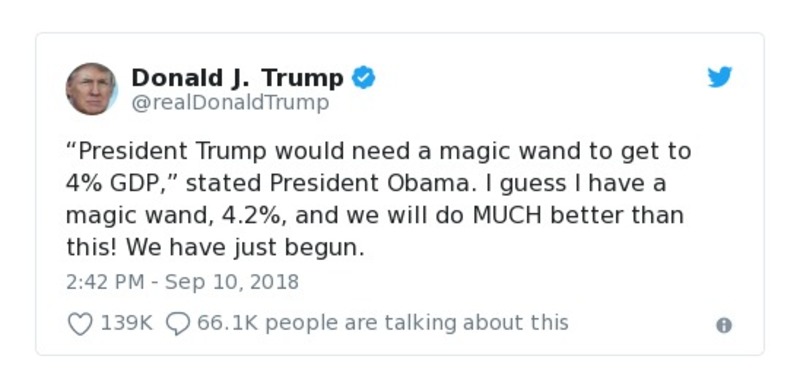 Donald J. Trump
@realDonaldTrump
“President Trump would need a magic wand to get to
4% GDP,” stated President Obama. I guess I have a
magic wand, 4.2%, and we will do MUCH better than
this! We have just begun.
2:42 PM - Sep 10, 2018
139K 66.1K people are talking about this